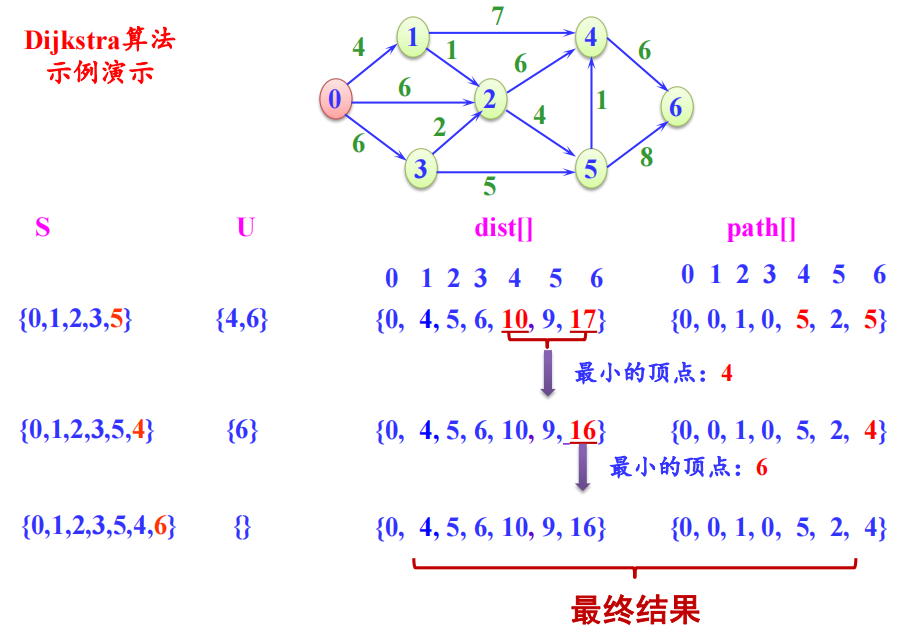 Dijkstra算法
示例演示
7
1
4
4
1
6
6
0
6
2
6
2
4
1
6
3
5
5
8
S U dist[] path[]
0 1 2 3 4 5 6 0 1 2 3 4 5 6
{0,1,2,3,5} {4,6} {0, 4, 5, 6, 10, 9, 17} {0, 0, 1, 0, 5, 2, 5}
最小的顶点：4
{0,1,2,3,5,4} {6} {0, 4, 5, 6, 10, 9, 16} {0, 0, 1, 0, 5, 2, 4}
最小的顶点：6
{0,1,2,3,5,4,6} {} {0, 4, 5, 6, 10, 9, 16} {0, 0, 1, 0, 5, 2, 4}
最终结果